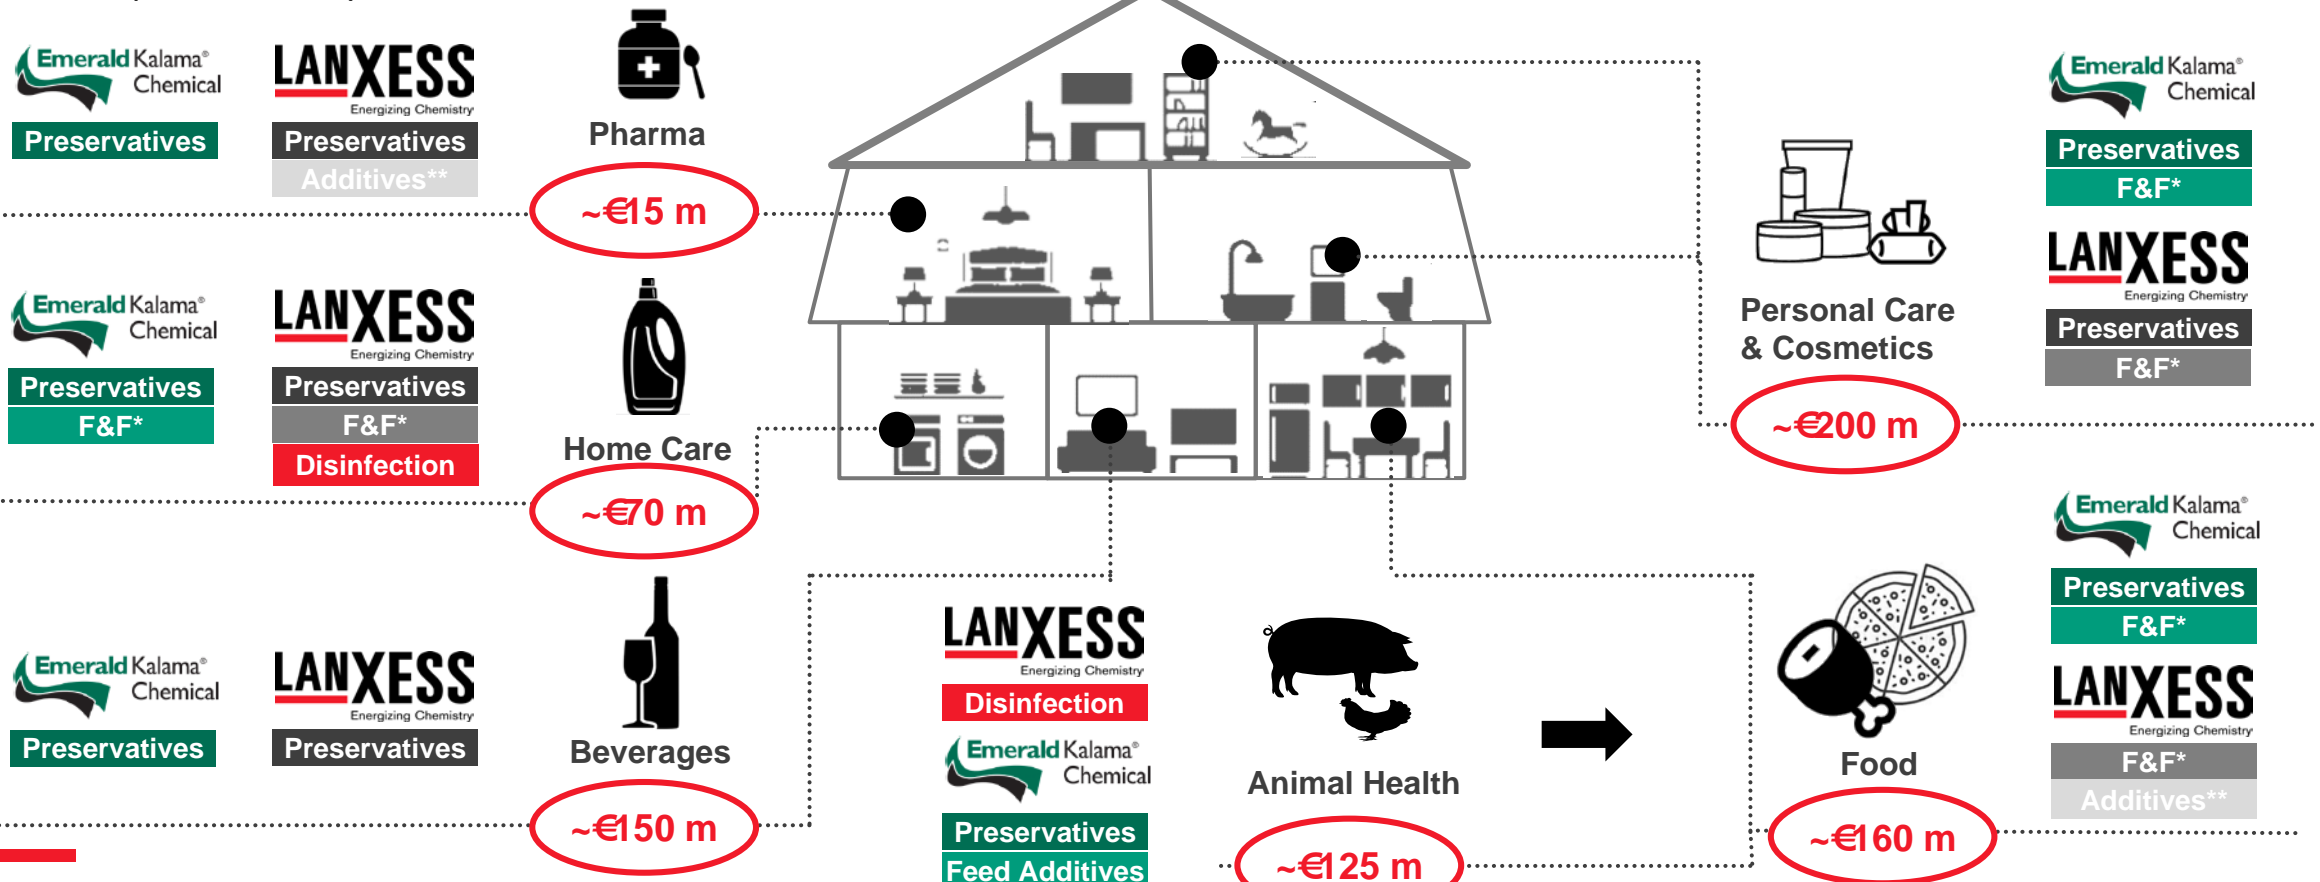 Emerald Kalama®
Chemical
Preservatives
LANXESS
Energizing Chemistry
Preservatives
Additives**
Pharma
~€15 m
Emerald Kalama®
Chemical
Preservatives
F&F*
LANXESS
Energizing Chemistry
Preservatives
F&F*
Disinfection
Home Care
~€70 m
Emerald Kalama®
Chemical
Preservatives
LANXESS
Energizing Chemistry
Preservatives
Beverages
~€150 m
LANXESS
Energizing Chemistry
Disinfection
Emerald Kalama®
Chemical
Preservatives
Feed Additives
Animal Health
~€125 m
Personal Care
& Cosmetics
~€200 m
Emerald Kalama®
Chemical
Preservatives
F&F*
LANXESS
Energizing Chemistry
Preservatives
F&F*
Food
~€160 m
Emerald Kalama®
Chemical
Preservatives
F&F*
LANXESS
Energizing Chemistry
F&F*
Additives**